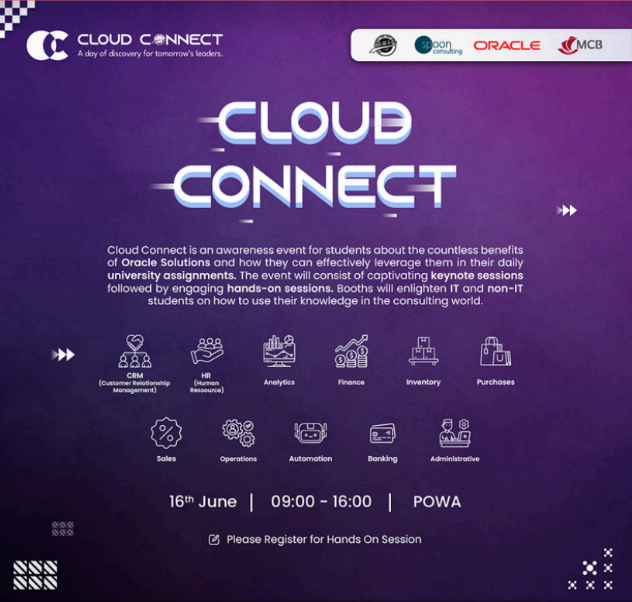 CLOUD CONNECT
A day of discovery for tomorrow's leaders.
spoon
consulting
ORACLE
MCB
CLOUD
CONNECT
Cloud Connect is an awareness event for students about the countless benefits
of Oracle Solutions and how they can effectively leverage them in their daily
university assignments. The event will consist of captivating keynote sessions
followed by engaging hands-on sessions. Booths will enlighten IT and non-IT
students on how to use their knowledge in the consulting world.
CRM
(Customer Relationship
Management)
HR
(Human
Ressource)
Analytics
Finance
Inventory
Purchases
Sales
Operations
Automation
Banking
Administrative
16th June | 09:00 - 16:00 | POWA
Please Register for Hands On Session